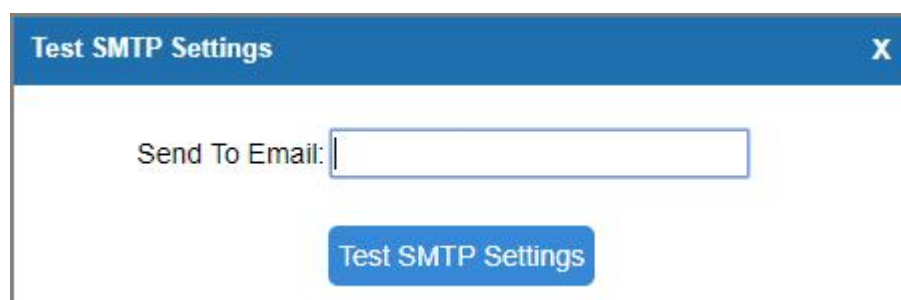 Test SMTP Settings X
Send To Email:
Test SMTP Settings